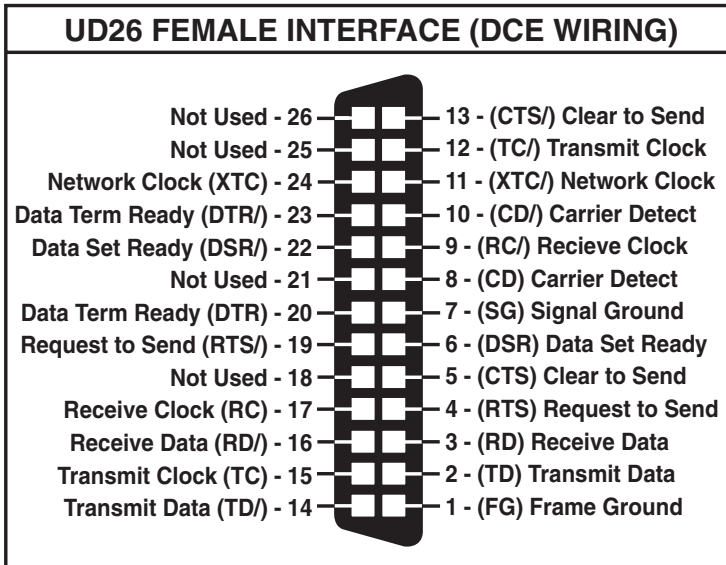 UD26 FEMALE INTERFACE (DCE WIRING)
Not Used - 26
Not Used - 25
Network Clock (XTC) - 24
Data Term Ready (DTR/) - 23
Data Set Ready (DSR/) - 22
Not Used - 21
Data Term Ready (DTR) - 20
Request to Send (RTS/) - 19
Not Used - 18
Receive Clock (RC) - 17
Receive Data (RD/) - 16
Transmit Clock (TC) - 15
Transmit Data (TD/) - 14
13 - (CTS/) Clear to Send
12 - (TC/) Transmit Clock
11 - (XTC/) Network Clock
10 - (CD/) Carrier Detect
9 - (RC/) Recieve Clock
8 - (CD) Carrier Detect
7 - (SG) Signal Ground
6 - (DSR) Data Set Ready
5 - (CTS) Clear to Send
4 - (RTS) Request to Send
3 - (RD) Receive Data
2 - (TD) Transmit Data
1 - (FG) Frame Ground